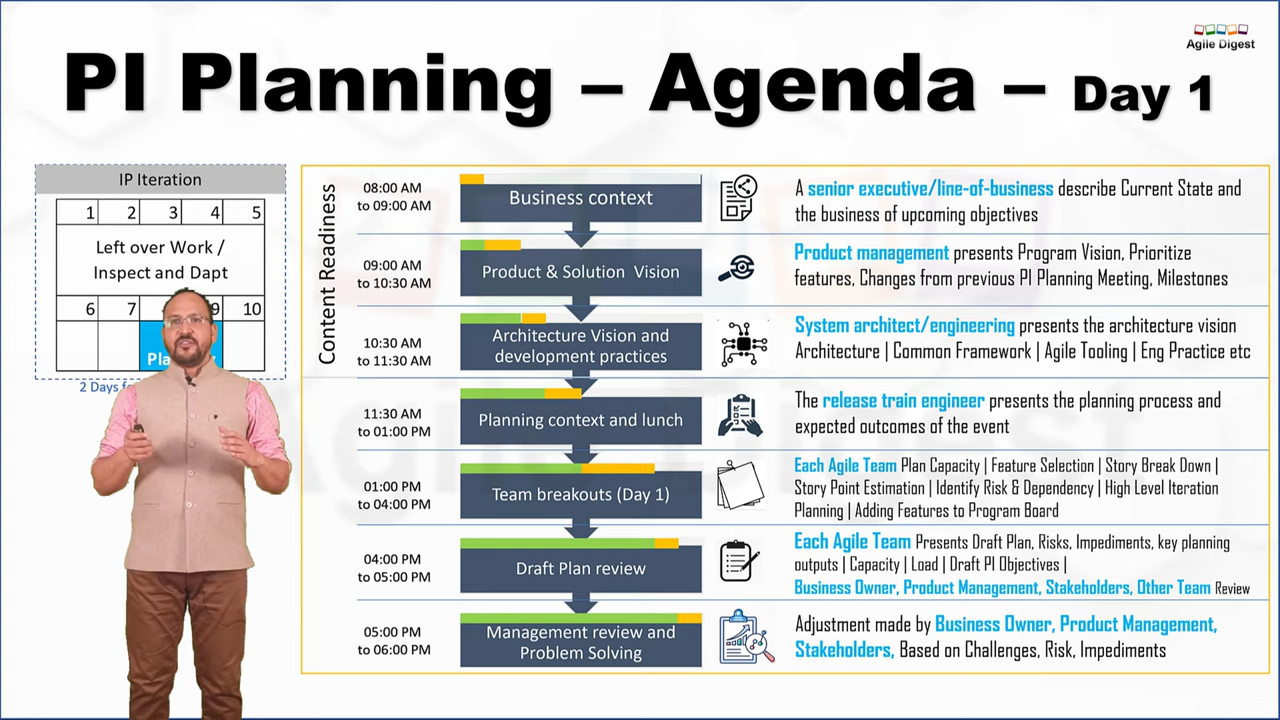 Agile Digest
PI Planning – Agenda – Day 1
IP Iteration
1 2 3 4 5
Left over Work /
Inspect and Dapt
6 7 9 10
2 Days
Content Readiness
08:00 AM
to 09:00 AM
Business context
A senior executive/line-of-business describe Current State and
the business of upcoming objectives
09:00 AM
to 10:30 AM
Product & Solution Vision
Product management presents Program Vision, Prioritize
features, Changes from previous PI Planning Meeting, Milestones
10:30 AM
to 11:30 AM
Architecture Vision and
development practices
System architect/engineering presents the architecture vision
Architecture | Common Framework | Agile Tooling | Eng Practice etc
11:30 AM
to 01:00 PM
Planning context and lunch
The release train engineer presents the planning process and
expected outcomes of the event
01:00 PM
to 04:00 PM
Team breakouts (Day 1)
Each Agile Team Plan Capacity | Feature Selection | Story Break Down |
Story Point Estimation | Identify Risk & Dependency | High Level Iteration
Planning | Adding Features to Program Board
04:00 PM
to 05:00 PM
Draft Plan review
Each Agile Team Presents Draft Plan, Risks, Impediments, key planning
outputs | Capacity | Load | Draft PI Objectives |
Business Owner, Product Management, Stakeholders, Other Team Review
05:00 PM
to 06:00 PM
Management review and
Problem Solving
Adjustment made by Business Owner, Product Management,
Stakeholders, Based on Challenges, Risk, Impediments